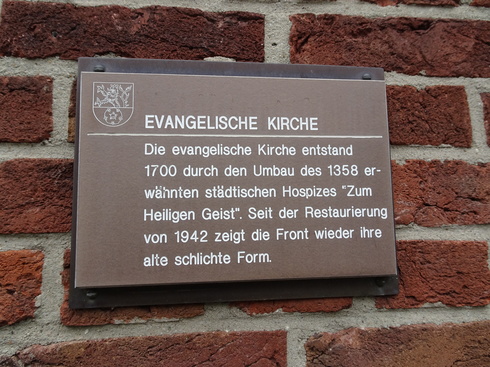 EVANGELISCHE KIRCHE
Die evangelische Kirche entstand
1700 durch den Umbau des 1358 er-
wähnten städtischen Hospizes "Zum
Heiligen Geist". Seit der Restaurierung
von 1942 zeigt die Front wieder ihre
alte schlichte Form.